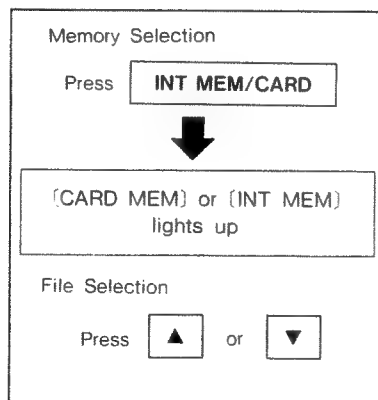 Memory Selection
Press INT MEM/CARD
[CARD MEM] or [INT MEM]
lights up
File Selection
Press ▲ or ▼